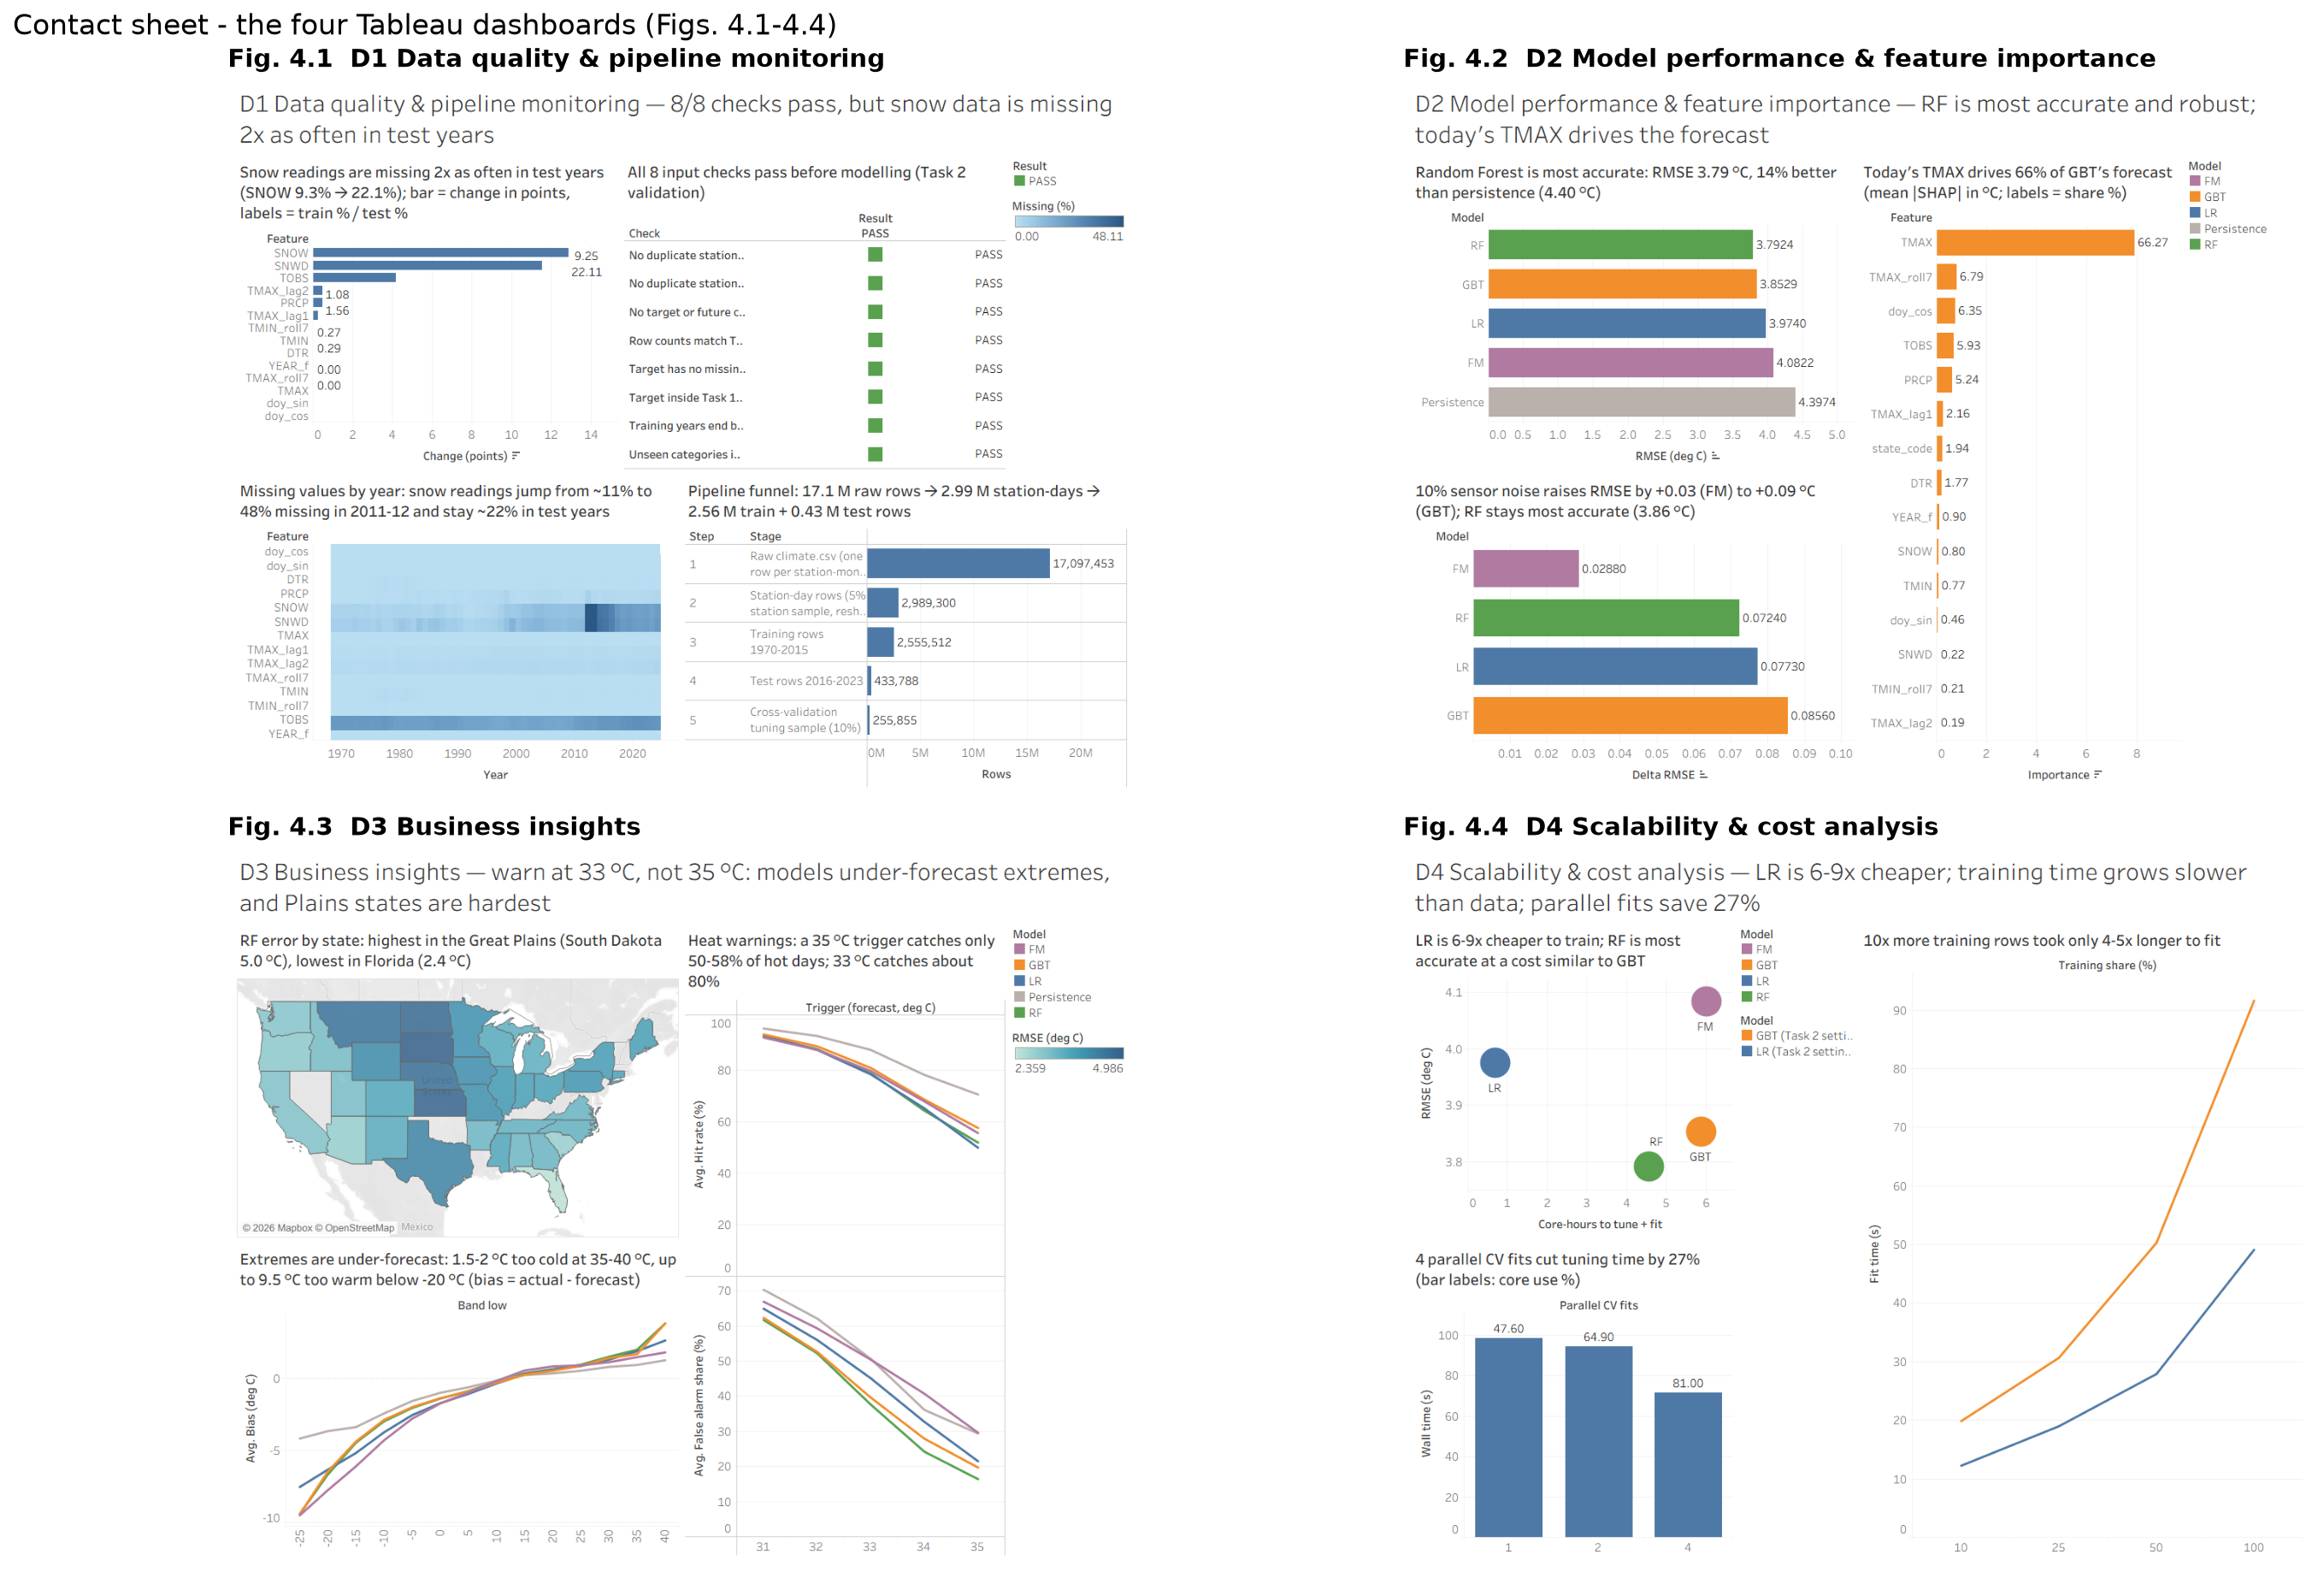 Contact sheet - the four Tableau dashboards (Figs. 4.1-4.4)
Fig. 4.1  D1 Data quality & pipeline monitoring
D1 Data quality & pipeline monitoring — 8/8 checks pass, but snow data is missing
2x as often in test years
Snow readings are missing 2x as often in test years
(SNOW 9.3% → 22.1%); bar = change in points,
labels = train % / test %
Feature
SNOW
SNWD
TOBS
TMAX_lag2
PRCP
TMAX_lag1
TMIN_roll7
TMIN
DTR
YEAR_f
TMAX_roll7
TMAX
doy_sin
doy_cos
9.25
22.11
1.08
1.56
0.27
0.29
0.00
0.00
0 2 4 6 8 10 12 14
Change (points)
All 8 input checks pass before modelling (Task 2
validation)
Result
Check PASS
No duplicate station.. PASS
No duplicate station.. PASS
No target or future c.. PASS
Row counts match T.. PASS
Target has no missin.. PASS
Target inside Task 1.. PASS
Training years end b.. PASS
Unseen categories i.. PASS
Result
PASS
Missing (%)
0.00 48.11
Missing values by year: snow readings jump from ~11% to
48% missing in 2011-12 and stay ~22% in test years
Feature
doy_cos
doy_sin
DTR
PRCP
SNOW
SNWD
TMAX
TMAX_lag1
TMAX_lag2
TMAX_roll7
TMIN
TMIN_roll7
TOBS
YEAR_f
1970 1980 1990 2000 2010 2020
Year
Pipeline funnel: 17.1 M raw rows → 2.99 M station-days →
2.56 M train + 0.43 M test rows
Step Stage
1 Raw climate.csv (one
row per station-mon.. 17,097,453
2 Station-day rows (5%
station sample, resh.. 2,989,300
3 Training rows
1970-2015 2,555,512
4 Test rows 2016-2023 433,788
5 Cross-validation
tuning sample (10%) 255,855
0M 5M 10M 15M 20M
Rows
Fig. 4.2  D2 Model performance & feature importance
D2 Model performance & feature importance — RF is most accurate and robust;
today's TMAX drives the forecast
Random Forest is most accurate: RMSE 3.79 °C, 14% better
than persistence (4.40 °C)
Model
RF 3.7924
GBT 3.8529
LR 3.9740
FM 4.0822
Persistence 4.3974
0.0 0.5 1.0 1.5 2.0 2.5 3.0 3.5 4.0 4.5 5.0
RMSE (deg C)
10% sensor noise raises RMSE by +0.03 (FM) to +0.09 °C
(GBT); RF stays most accurate (3.86 °C)
Model
FM 0.02880
RF 0.07240
LR 0.07730
GBT 0.08560
0.01 0.02 0.03 0.04 0.05 0.06 0.07 0.08 0.09 0.10
Delta RMSE
Today's TMAX drives 66% of GBT's forecast
(mean |SHAP| in °C; labels = share %)
Feature
TMAX 66.27
TMAX_roll7 6.79
doy_cos 6.35
TOBS 5.93
PRCP 5.24
TMAX_lag1 2.16
state_code 1.94
DTR 1.77
YEAR_f 0.90
SNOW 0.80
TMIN 0.77
doy_sin 0.46
SNWD 0.22
TMIN_roll7 0.21
TMAX_lag2 0.19
0 2 4 6 8
Importance
Model
FM
GBT
LR
Persistence
RF
Fig. 4.3  D3 Business insights
D3 Business insights — warn at 33 °C, not 35 °C: models under-forecast extremes,
and Plains states are hardest
RF error by state: highest in the Great Plains (South Dakota
5.0 °C), lowest in Florida (2.4 °C)
United
States
© 2026 Mapbox © OpenStreetMap Mexico
Heat warnings: a 35 °C trigger catches only
50-58% of hot days; 33 °C catches about
80%
Trigger (forecast, deg C)
100
80
60
40
20
0
Avg. Hit rate (%)
70
60
50
40
30
20
10
0
Avg. False alarm share (%)
31 32 33 34 35
Model
FM
GBT
LR
Persistence
RF
RMSE (deg C)
2.359 4.986
Extremes are under-forecast: 1.5-2 °C too cold at 35-40 °C, up
to 9.5 °C too warm below -20 °C (bias = actual - forecast)
Band low
0
-5
-10
Avg. Bias (deg C)
-25 -20 -15 -10 -5 0 5 10 15 20 25 30 35 40
Fig. 4.4  D4 Scalability & cost analysis
D4 Scalability & cost analysis — LR is 6-9x cheaper; training time grows slower
than data; parallel fits save 27%
LR is 6-9x cheaper to train; RF is most
accurate at a cost similar to GBT
4.1
4.0
3.9
3.8
RMSE (deg C)
FM
LR
RF
GBT
0 1 2 3 4 5 6
Core-hours to tune + fit
Model
FM
GBT
LR
RF
Model
GBT (Task 2 setti..
LR (Task 2 settin..
4 parallel CV fits cut tuning time by 27%
(bar labels: core use %)
Parallel CV fits
47.60
64.90
81.00
100
80
60
40
20
0
Wall time (s)
1 2 4
10x more training rows took only 4-5x longer to fit
Training share (%)
90
80
70
60
50
40
30
20
10
0
Fit time (s)
10 25 50 100